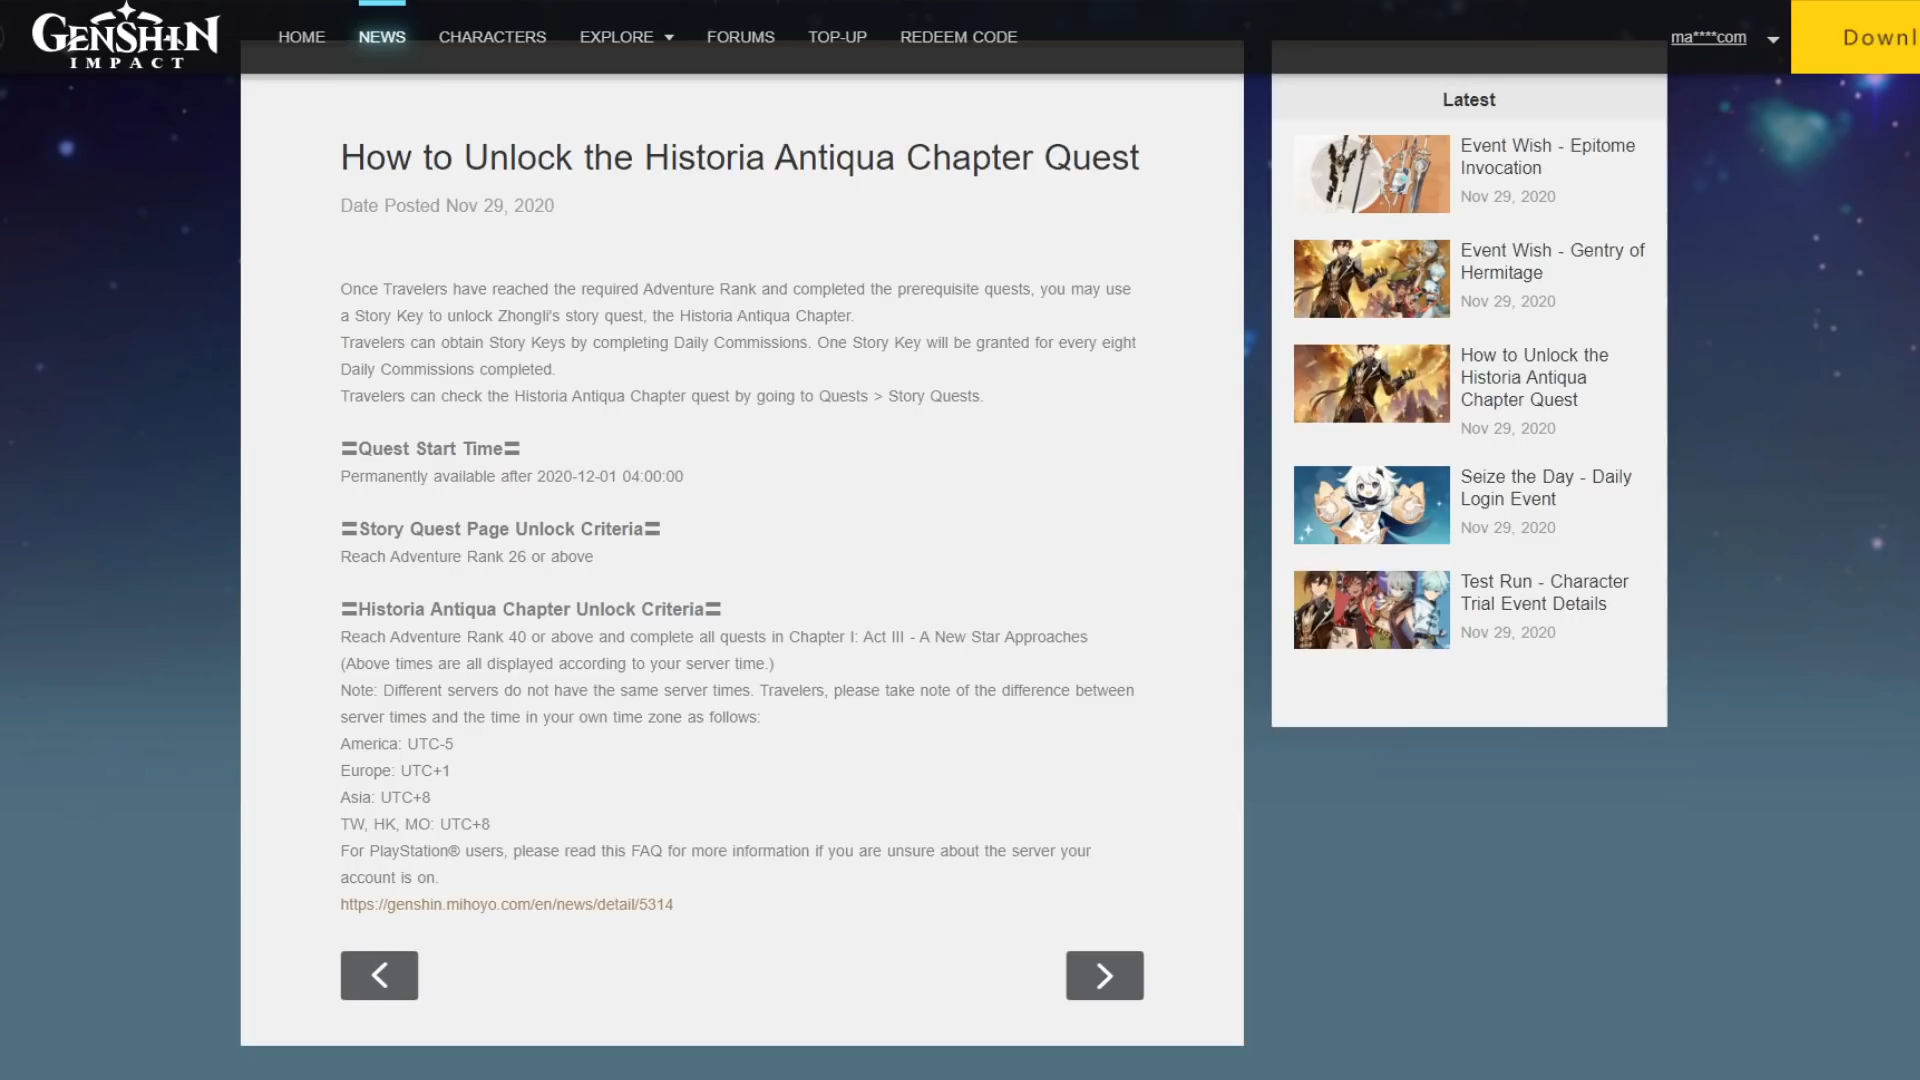 GENSHIN
IMPACT
HOME
NEWS
CHARACTERS
EXPLORE
FORUMS
TOP-UP
REDEEM CODE
ma****com
Downl
How to Unlock the Historia Antiqua Chapter Quest
Date Posted Nov 29, 2020
Once Travelers have reached the required Adventure Rank and completed the prerequisite quests, you may use
a Story Key to unlock Zhongli's story quest, the Historia Antiqua Chapter.
Travelers can obtain Story Keys by completing Daily Commissions. One Story Key will be granted for every eight
Daily Commissions completed.
Travelers can check the Historia Antiqua Chapter quest by going to Quests > Story Quests.
〓Quest Start Time〓
Permanently available after 2020-12-01 04:00:00
〓Story Quest Page Unlock Criteria〓
Reach Adventure Rank 26 or above
〓Historia Antiqua Chapter Unlock Criteria〓
Reach Adventure Rank 40 or above and complete all quests in Chapter I: Act III - A New Star Approaches
(Above times are all displayed according to your server time.)
Note: Different servers do not have the same server times. Travelers, please take note of the difference between
server times and the time in your own time zone as follows:
America: UTC-5
Europe: UTC+1
Asia: UTC+8
TW, HK, MO: UTC+8
For PlayStation® users, please read this FAQ for more information if you are unsure about the server your
account is on.
https://genshin.mihoyo.com/en/news/detail/5314
Latest
Event Wish - Epitome
Invocation
Nov 29, 2020
Event Wish - Gentry of
Hermitage
Nov 29, 2020
How to Unlock the
Historia Antiqua
Chapter Quest
Nov 29, 2020
Seize the Day - Daily
Login Event
Nov 29, 2020
Test Run - Character
Trial Event Details
Nov 29, 2020